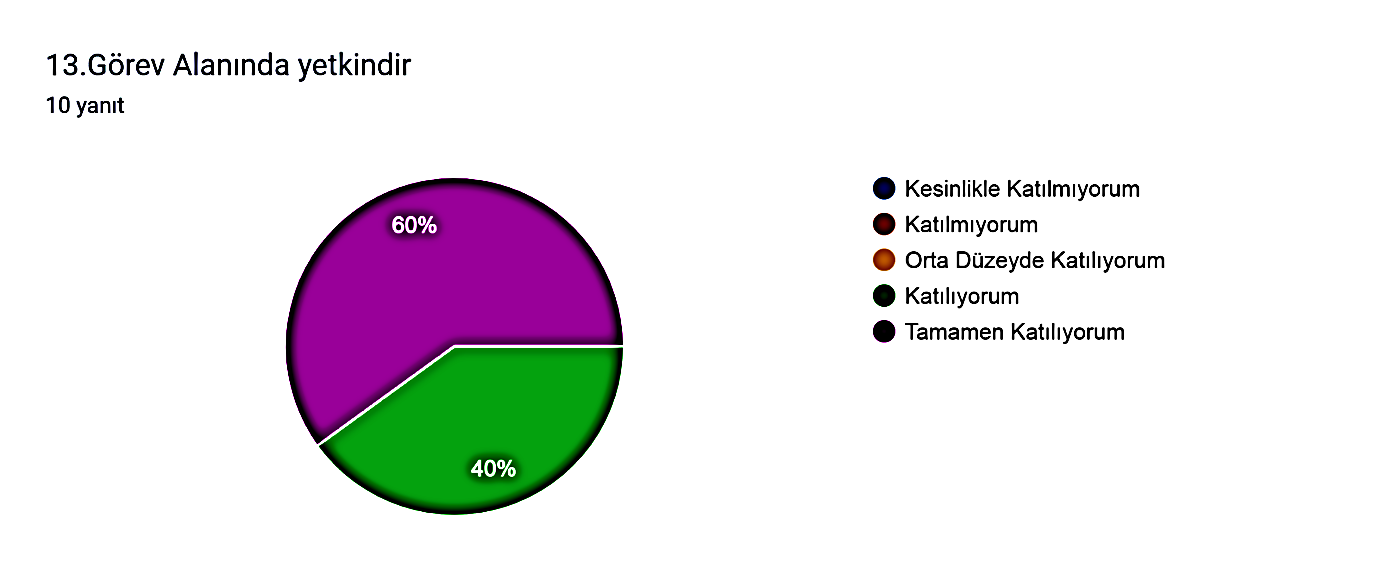 13.Görev Alanında yetkindir
10 yanıt
60%
40%
Kesinlikle Katılmıyorum
Katılmıyorum
Orta Düzeyde Katılıyorum
Katılıyorum
Tamamen Katılıyorum